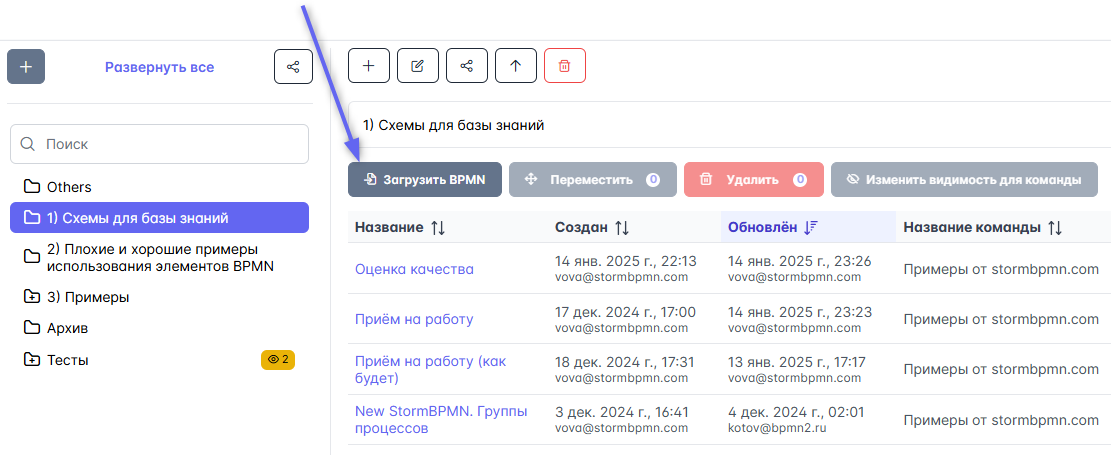 Развернуть все
Поиск
Others
1) Схемы для базы знаний
2) Плохие и хорошие примеры
использования элементов BPMN
3) Примеры
Архив
Тесты
2
1) Схемы для базы знаний
Загрузить BPMN
Переместить 0
Удалить 0
Изменить видимость для команды
Название Создан Обновлён Название команды
Оценка качества 14 янв. 2025 г., 22:13 14 янв. 2025 г., 23:26 Примеры от stormbpmn.com
vova@stormbpmn.com vova@stormbpmn.com
Приём на работу 17 дек. 2024 г., 17:00 14 янв. 2025 г., 23:23 Примеры от stormbpmn.com
vova@stormbpmn.com vova@stormbpmn.com
Приём на работу (как 18 дек. 2024 г., 17:31 13 янв. 2025 г., 17:17 Примеры от stormbpmn.com
будет) vova@stormbpmn.com vova@stormbpmn.com
New StormBPMN. Группы 3 дек. 2024 г., 16:41 4 дек. 2024 г., 02:01 Примеры от stormbpmn.com
процессов vova@stormbpmn.com kotov@bpmn2.ru